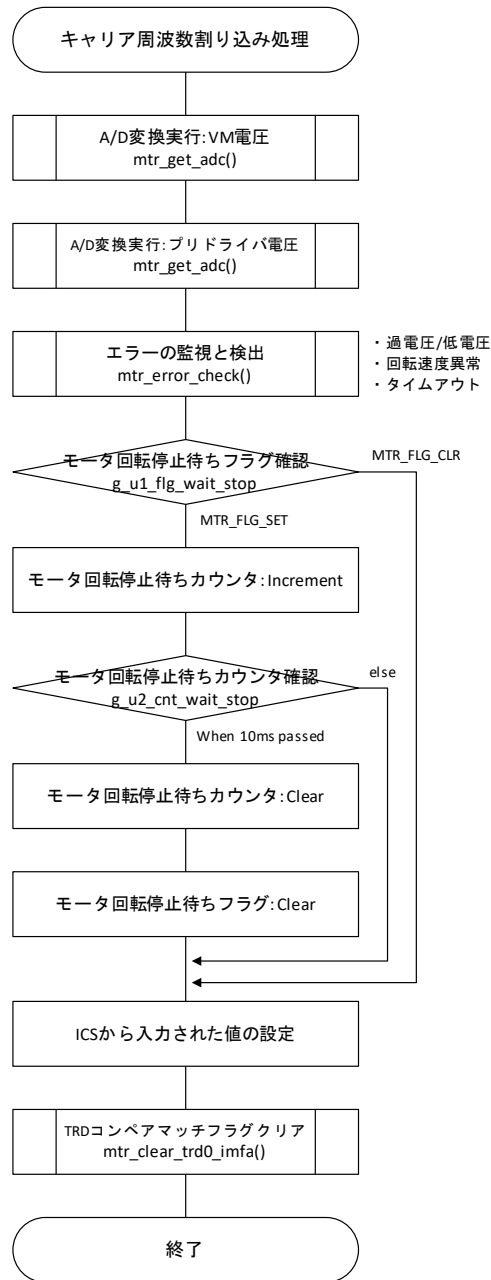 キャリア周波数割り込み処理
A/D変換実行:VM電圧
mtr_get_adc()
A/D変換実行:プリドライバ電圧
mtr_get_adc()
エラーの監視と検出
mtr_error_check()
・過電圧/低電圧
・回転速度異常
・タイムアウト
モータ回転停止待ちフラグ確認
g_u1_flg_wait_stop
MTR_FLG_CLR
MTR_FLG_SET
モータ回転停止待ちカウンタ:Increment
モータ回転停止待ちカウンタ確認
g_u2_cnt_wait_stop
else
When 10ms passed
モータ回転停止待ちカウンタ:Clear
モータ回転停止待ちフラグ:Clear
ICSから入力された値の設定
TRDコンペアマッチフラグクリア
mtr_clear_trd0_imfa()
終了